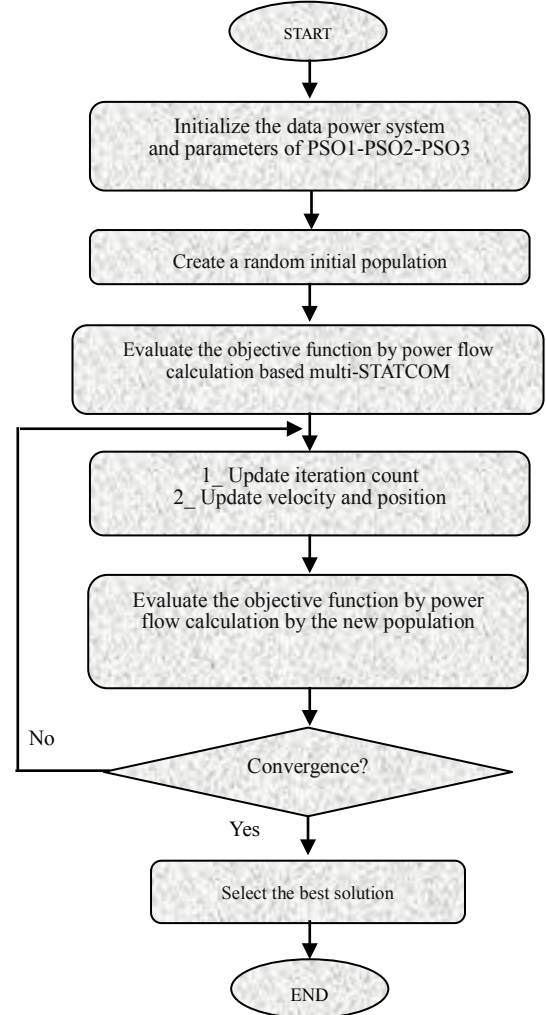 START
Initialize the data power system
and parameters of PSO1-PSO2-PSO3
Create a random initial population
Evaluate the objective function by power flow
calculation based multi-STATCOM
1_ Update iteration count
2_ Update velocity and position
Evaluate the objective function by power
flow calculation by the new population
No
Convergence?
Yes
Select the best solution
END